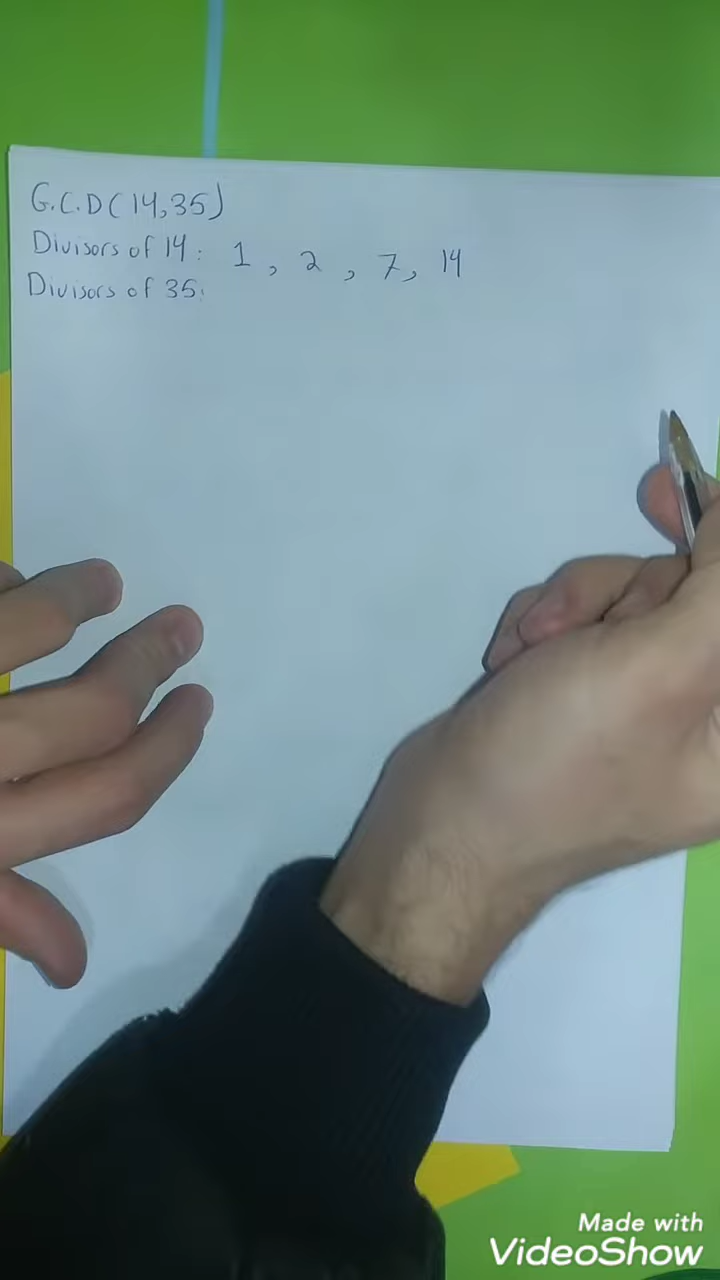 G.C.D(14,35)
Divisors of 14: 1, 2, 7, 14
Divisors of 35:
Made with
VideoShow